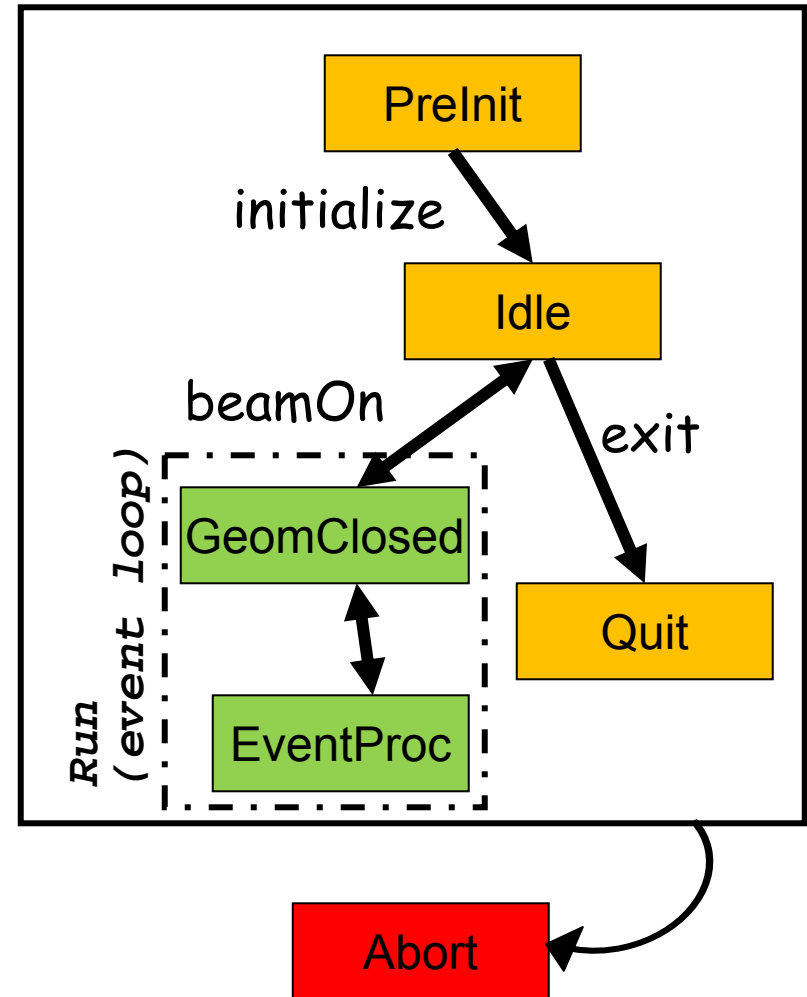 PreInit
initialize
Idle
beamOn
exit
Run
(event loop)
GeomClosed
Quit
EventProc
Abort